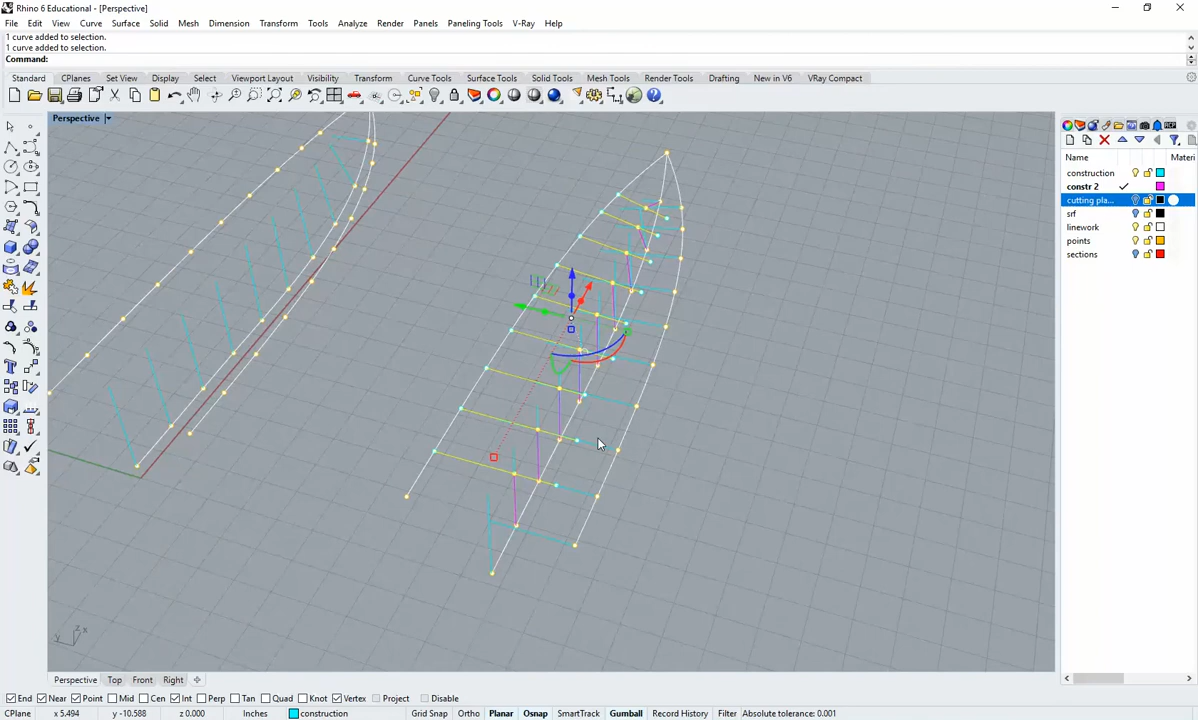 Rhino 6 Educational - [Perspective]
File Edit View Curve Surface Solid Mesh Dimension Transform Tools Analyze Render Panels Paneling Tools V-Ray Help
1 curve added to selection.
1 curve added to selection.
Command:
Standard CPlanes Set View Display Select Viewport Layout Visibility Transform Curve Tools Surface Tools Solid Tools Mesh Tools Render Tools Drafting New in V6 VRay Compact
Perspective
Name Materi
construction
constr 2
cutting pla...
srf
linework
points
sections
z
y x
Perspective Top Front Right
End Near Point Mid Cen Int Perp Tan Quad Knot Vertex Project Disable
CPlane x 5.494 y -10.588 z 0.000 Inches construction Grid Snap Ortho Planar Osnap SmartTrack Gumball Record History Filter Absolute tolerance: 0.001